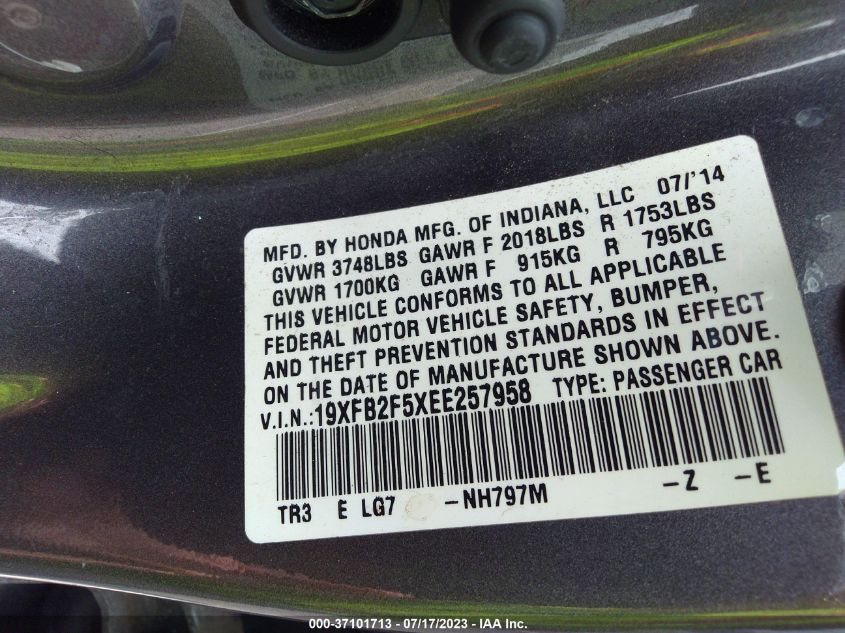 MFD. BY HONDA MFG. OF INDIANA, LLC 07/'14
GVWR 3748LBS GAWR F 2018LBS R 1753LBS
GVWR 1700KG GAWR F 915KG R 795KG
THIS VEHICLE CONFORMS TO ALL APPLICABLE
FEDERAL MOTOR VEHICLE SAFETY, BUMPER,
AND THEFT PREVENTION STANDARDS IN EFFECT
ON THE DATE OF MANUFACTURE SHOWN ABOVE.
V.I.N.:19XFB2F5XEE257958 TYPE: PASSENGER CAR
TR3 E LG7 -NH797M -Z -E
000-37101713 - 07/17/2023 - IAA Inc.